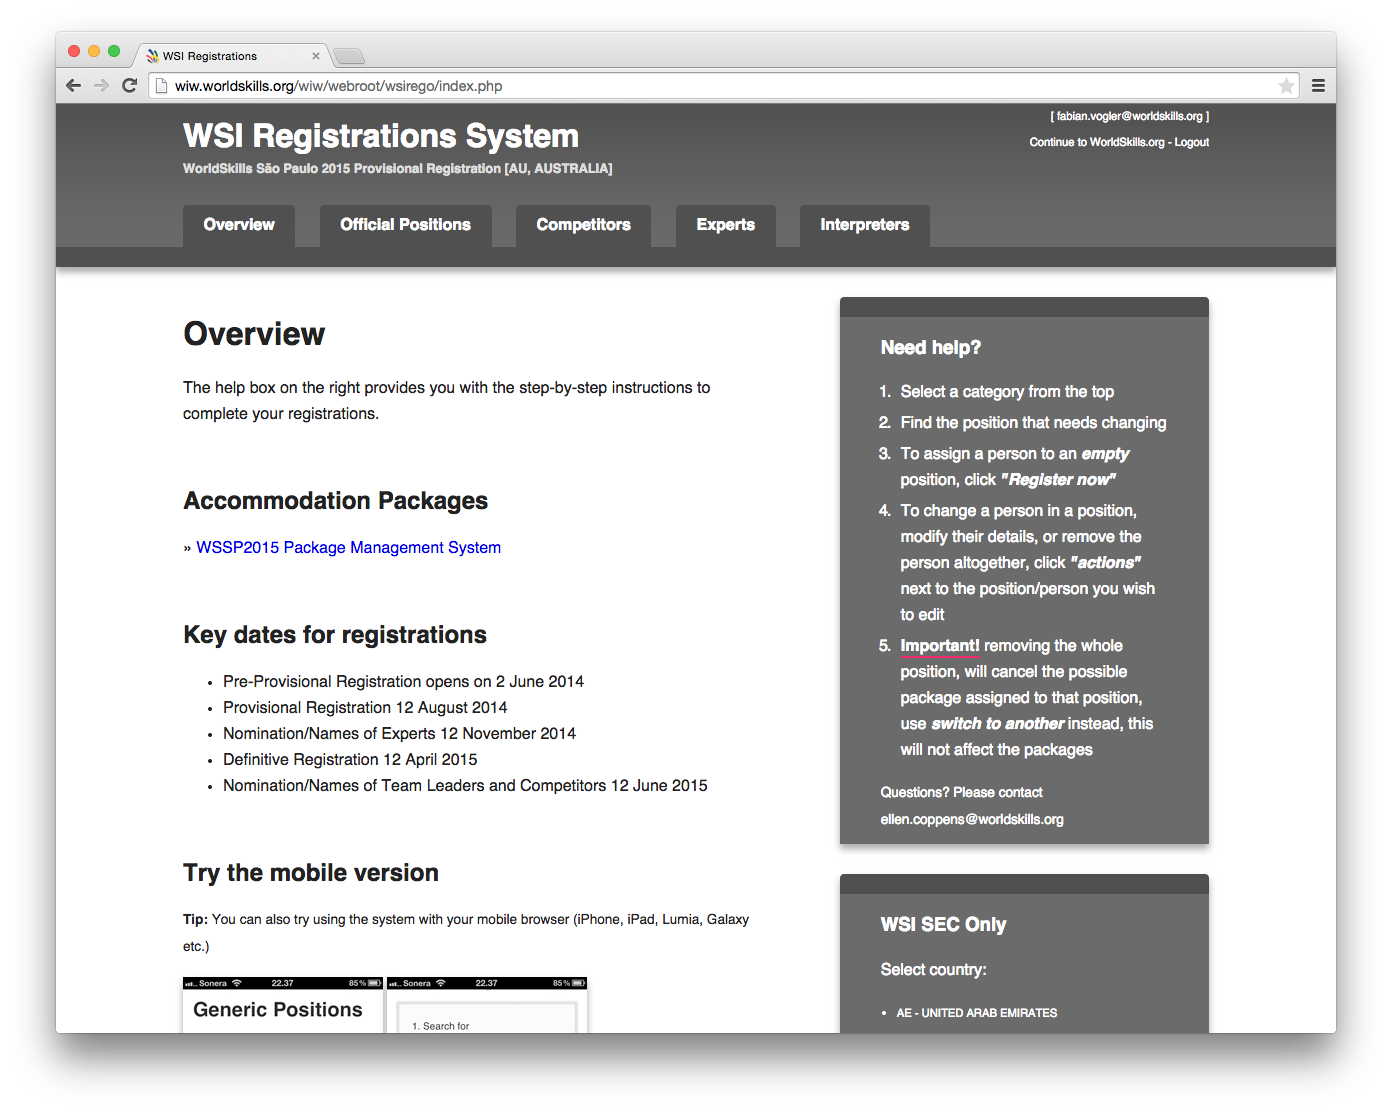 WSI Registrations
wiw.worldskills.org/wiw/webroot/wsirego/index.php
WSI Registrations System
WorldSkills São Paulo 2015 Provisional Registration [AU, AUSTRALIA]
[ fabian.vogler@worldskills.org ]
Continue to WorldSkills.org - Logout
Overview
Official Positions
Competitors
Experts
Interpreters
Overview
The help box on the right provides you with the step-by-step instructions to
complete your registrations.
Accommodation Packages
» WSSP2015 Package Management System
Key dates for registrations
• Pre-Provisional Registration opens on 2 June 2014
• Provisional Registration 12 August 2014
• Nomination/Names of Experts 12 November 2014
• Definitive Registration 12 April 2015
• Nomination/Names of Team Leaders and Competitors 12 June 2015
Try the mobile version
Tip: You can also try using the system with your mobile browser (iPhone, iPad, Lumia, Galaxy
etc.)
Sonera 22.37 85%
Generic Positions
Sonera 22.37 85%
1. Search for
Need help?
1. Select a category from the top
2. Find the position that needs changing
3. To assign a person to an empty
position, click "Register now"
4. To change a person in a position,
modify their details, or remove the
person altogether, click "actions"
next to the position/person you wish
to edit
5. Important! removing the whole
position, will cancel the possible
package assigned to that position,
use switch to another instead, this
will not affect the packages
Questions? Please contact
ellen.coppens@worldskills.org
WSI SEC Only
Select country:
• AE - UNITED ARAB EMIRATES